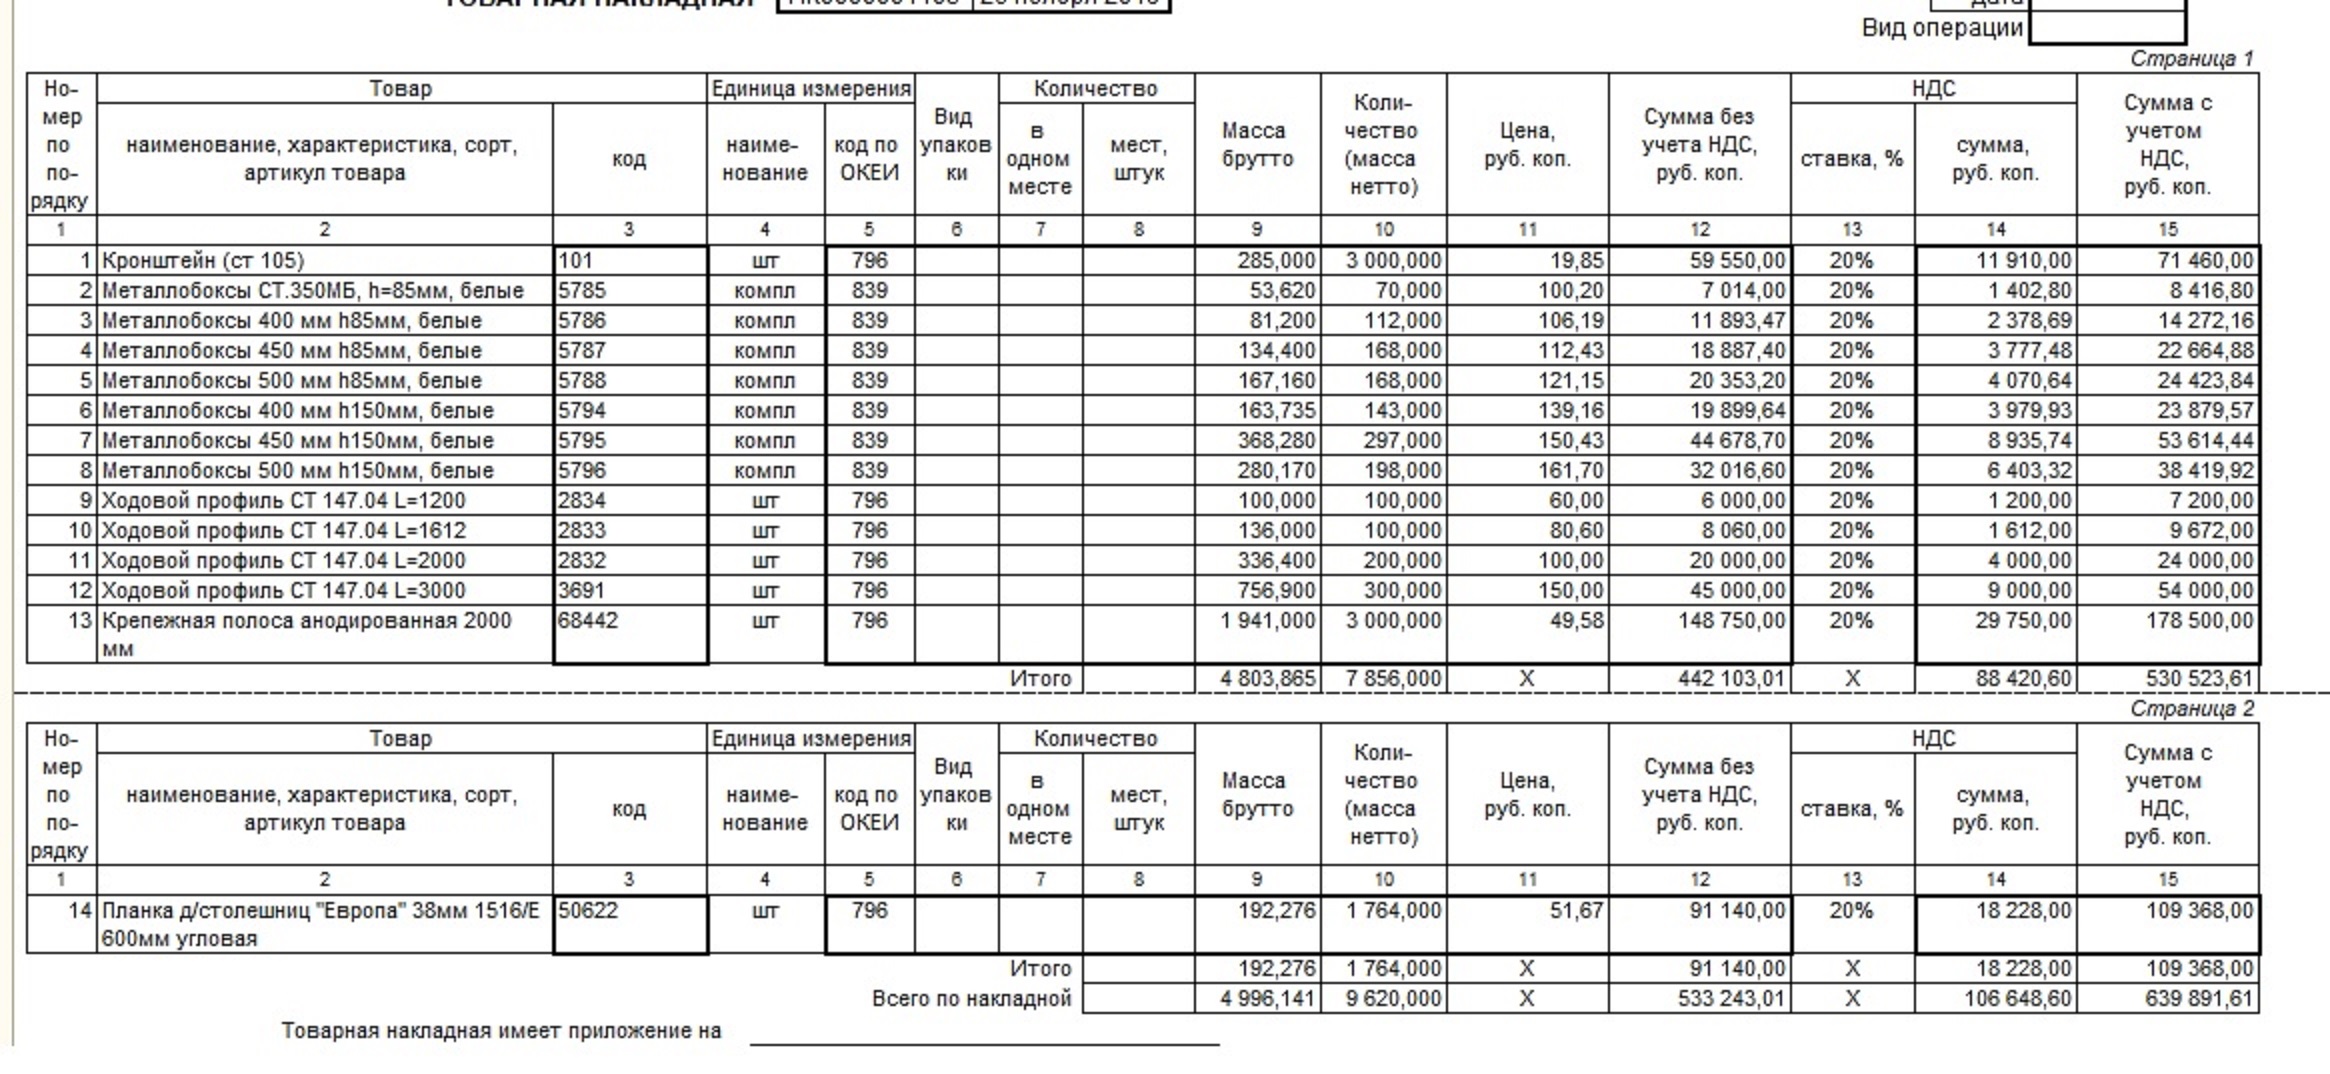 ТОВАРНАЯ НАКЛАДНАЯ
дата
Вид операции
Страница 1
Но-мер по по-рядку | Товар | Единица измерения | Вид упаков ки | Количество | Масса брутто | Коли-чество (масса нетто) | Цена, руб. коп. | Сумма без учета НДС, руб. коп. | НДС | Сумма с учетом НДС, руб. коп.
наименование, характеристика, сорт, артикул товара | код | наиме-нование | код по ОКЕИ | в одном месте | мест, штук | ставка, % | сумма, руб. коп.
1 2 3 4 5 6 7 8 9 10 11 12 13 14 15
1 Кронштейн (ст 105) 101 шт 796 285,000 3 000,000 19,85 59 550,00 20% 11 910,00 71 460,00
2 Металлобоксы СТ.350МБ, h=85мм, белые 5785 компл 839 53,620 70,000 100,20 7 014,00 20% 1 402,80 8 416,80
3 Металлобоксы 400 мм h85мм, белые 5786 компл 839 81,200 112,000 106,19 11 893,47 20% 2 378,69 14 272,16
4 Металлобоксы 450 мм h85мм, белые 5787 компл 839 134,400 168,000 112,43 18 887,40 20% 3 777,48 22 664,88
5 Металлобоксы 500 мм h85мм, белые 5788 компл 839 167,160 168,000 121,15 20 353,20 20% 4 070,64 24 423,84
6 Металлобоксы 400 мм h150мм, белые 5794 компл 839 163,735 143,000 139,16 19 899,64 20% 3 979,93 23 879,57
7 Металлобоксы 450 мм h150мм, белые 5795 компл 839 368,280 297,000 150,43 44 678,70 20% 8 935,74 53 614,44
8 Металлобоксы 500 мм h150мм, белые 5796 компл 839 280,170 198,000 161,70 32 016,60 20% 6 403,32 38 419,92
9 Ходовой профиль СТ 147.04 L=1200 2834 шт 796 100,000 100,000 60,00 6 000,00 20% 1 200,00 7 200,00
10 Ходовой профиль СТ 147.04 L=1612 2833 шт 796 136,000 100,000 80,60 8 060,00 20% 1 612,00 9 672,00
11 Ходовой профиль СТ 147.04 L=2000 2832 шт 796 336,400 200,000 100,00 20 000,00 20% 4 000,00 24 000,00
12 Ходовой профиль СТ 147.04 L=3000 3691 шт 796 756,900 300,000 150,00 45 000,00 20% 9 000,00 54 000,00
13 Крепежная полоса анодированная 2000 68442 шт 796 1 941,000 3 000,000 49,58 148 750,00 20% 29 750,00 178 500,00
мм
Итого 4 803,865 7 856,000 X 442 103,01 X 88 420,60 530 523,61
Страница 2
Но-мер по по-рядку | Товар | Единица измерения | Вид упаков ки | Количество | Масса брутто | Коли-чество (масса нетто) | Цена, руб. коп. | Сумма без учета НДС, руб. коп. | НДС | Сумма с учетом НДС, руб. коп.
наименование, характеристика, сорт, артикул товара | код | наиме-нование | код по ОКЕИ | в одном месте | мест, штук | ставка, % | сумма, руб. коп.
1 2 3 4 5 6 7 8 9 10 11 12 13 14 15
14 Планка д/столешниц "Европа" 38мм 1516/Е 50622 шт 796 192,276 1 764,000 51,67 91 140,00 20% 18 228,00 109 368,00
600мм угловая
Итого 192,276 1 764,000 X 91 140,00 X 18 228,00 109 368,00
Всего по накладной 4 996,141 9 620,000 X 533 243,01 X 106 648,60 639 891,61
Товарная накладная имеет приложение на